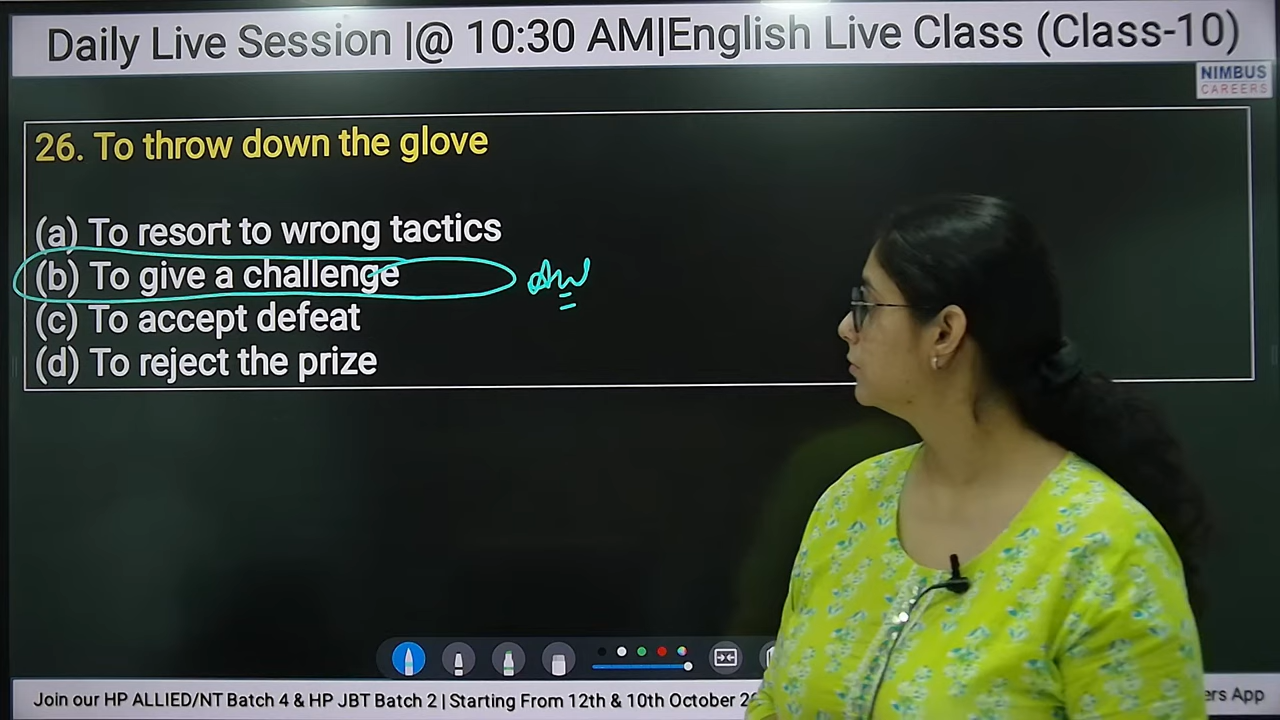 Daily Live Session |@ 10:30 AM|English Live Class (Class-10)
NIMBUS
CAREERS
26. To throw down the glove
(a) To resort to wrong tactics
(b) To give a challenge
(c) To accept defeat
(d) To reject the prize
Join our HP ALLIED/NT Batch 4 & HP JBT Batch 2 | Starting From 12th & 10th October
App